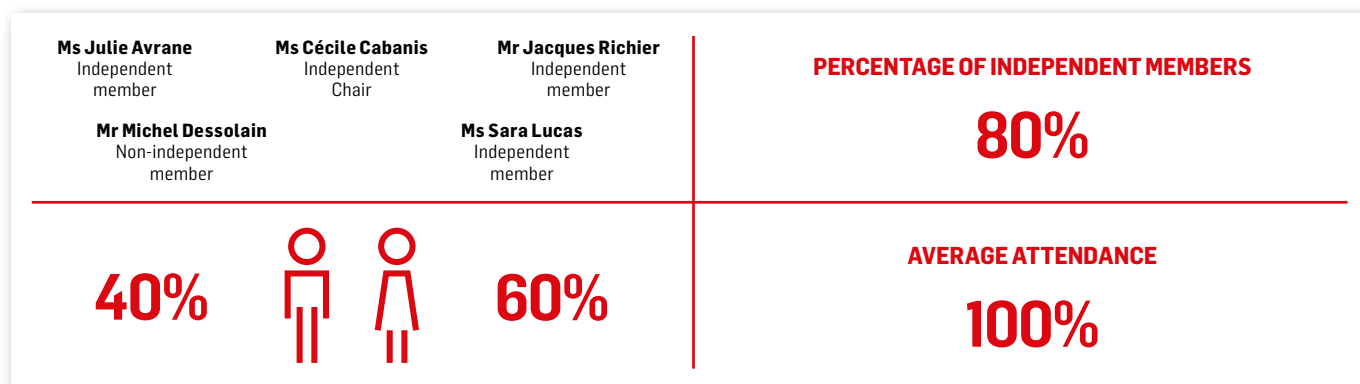 Ms Julie Avrane
Independent
member
Ms Cécile Cabanis
Independent
Chair
Mr Jacques Richier
Independent
member
Mr Michel Dessolain
Non-independent
member
Ms Sara Lucas
Independent
member
PERCENTAGE OF INDEPENDENT MEMBERS
80%
40%
60%
AVERAGE ATTENDANCE
100%